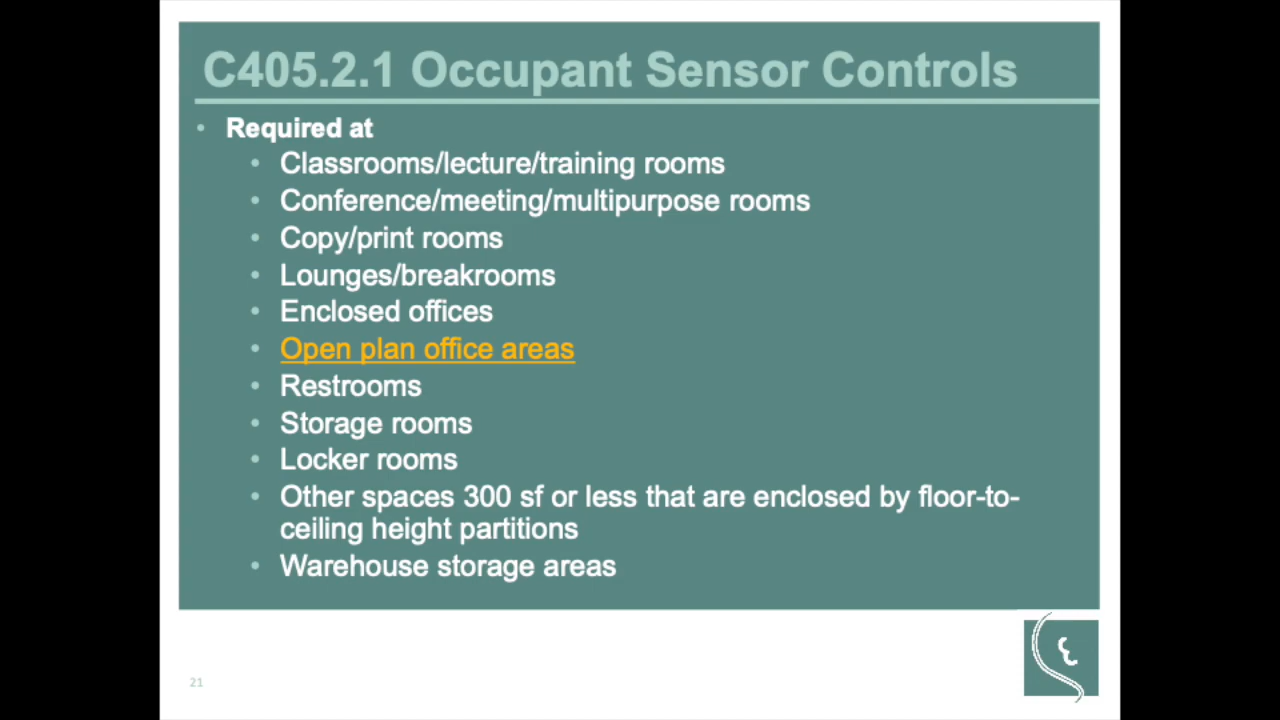 C405.2.1 Occupant Sensor Controls
• Required at
• Classrooms/lecture/training rooms
• Conference/meeting/multipurpose rooms
• Copy/print rooms
• Lounges/breakrooms
• Enclosed offices
• Open plan office areas
• Restrooms
• Storage rooms
• Locker rooms
• Other spaces 300 sf or less that are enclosed by floor-to-
ceiling height partitions
• Warehouse storage areas
21